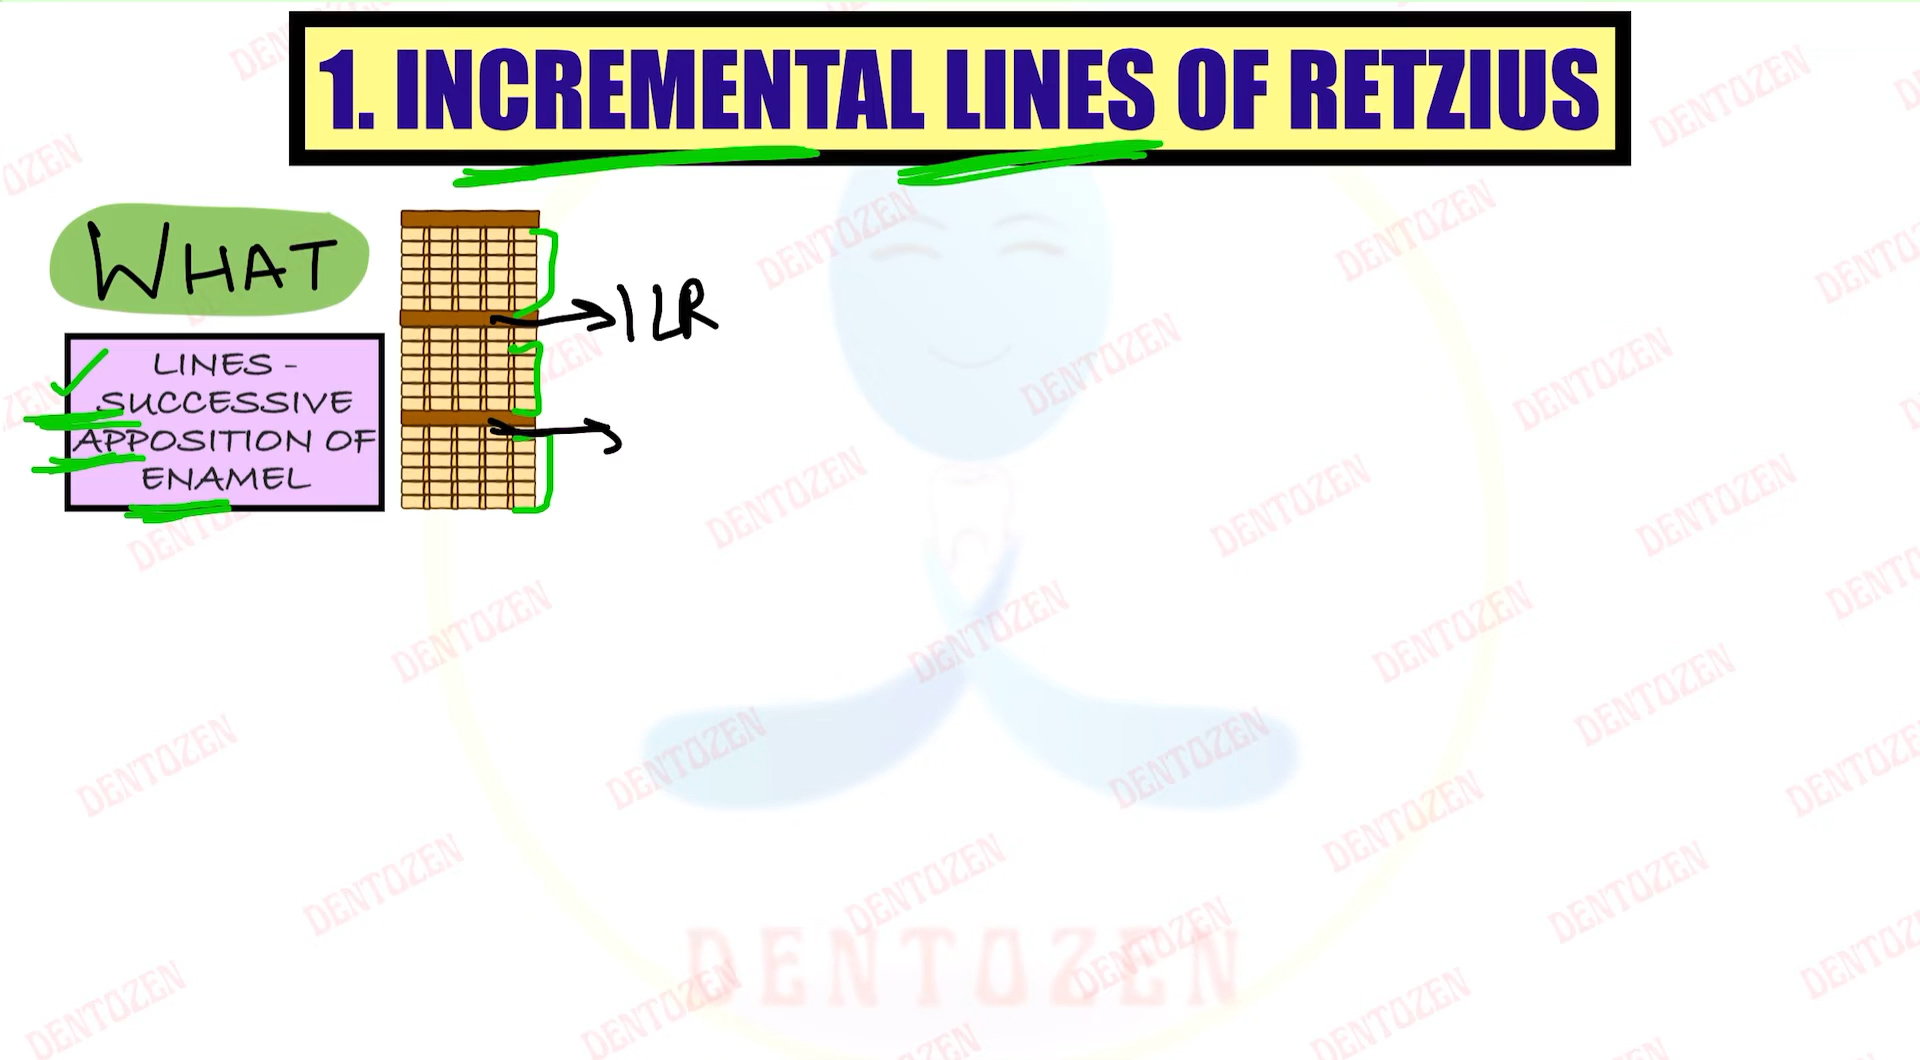 1. INCREMENTAL LINES OF RETZIUS
WHAT
LINES -
SUCCESSIVE
APPOSITION OF
ENAMEL
ILR
DENTOZEN